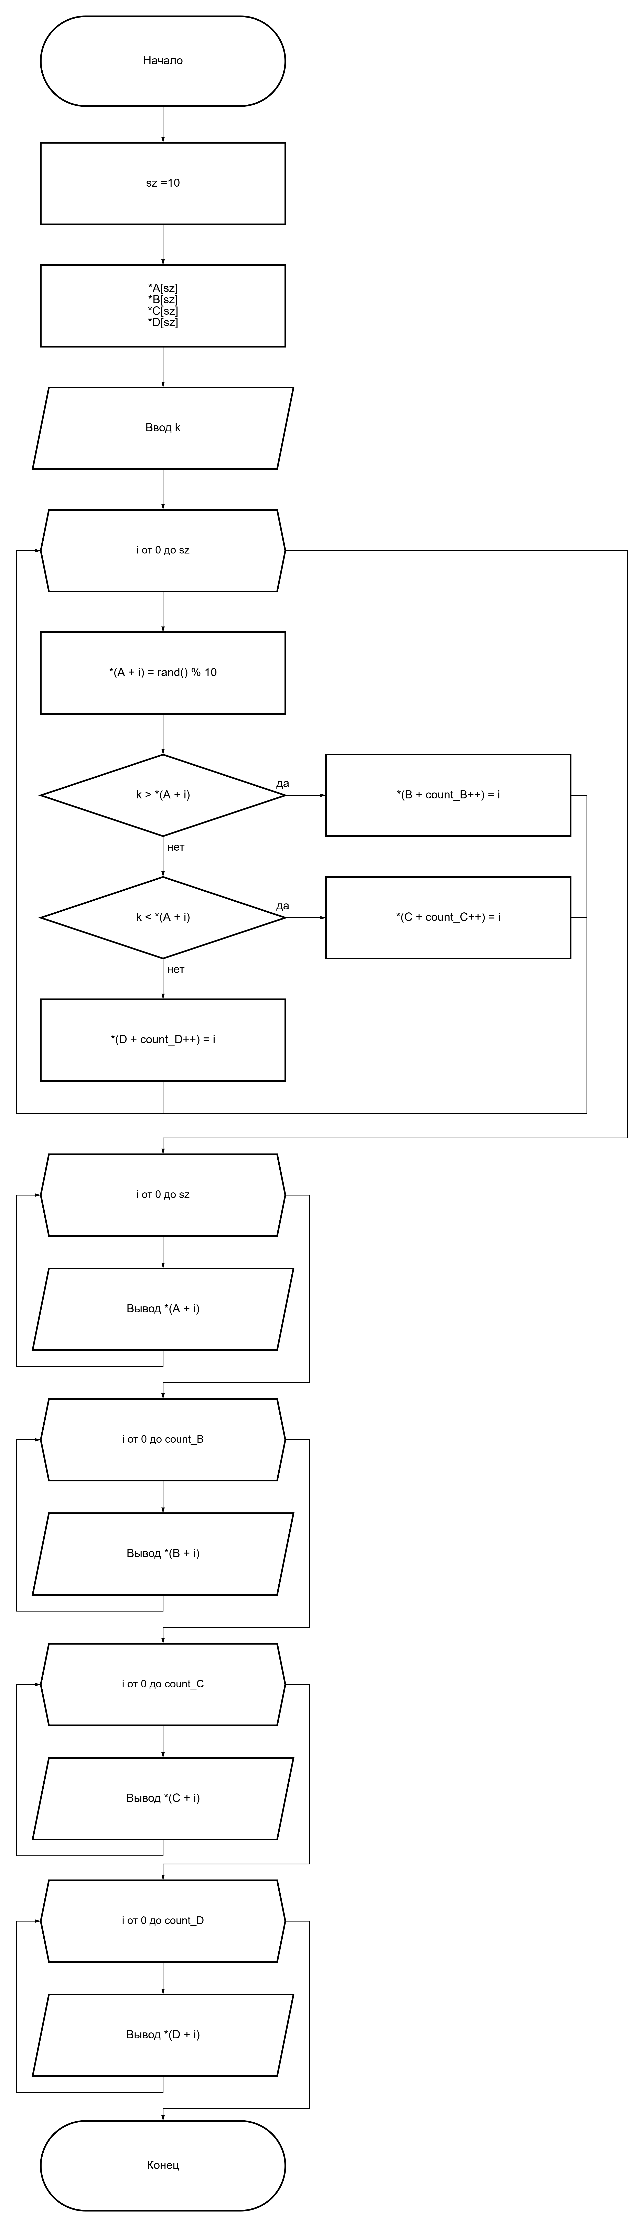 Начало
sz =10
*A[sz]
*B[sz]
*C[sz]
*D[sz]
Ввод k
i от 0 до sz
*(A + i) = rand() % 10
k > *(A + i)
да
*(B + count_B++) = i
нет
k < *(A + i)
да
*(C + count_C++) = i
нет
*(D + count_D++) = i
i от 0 до sz
Вывод *(A + i)
i от 0 до count_B
Вывод *(B + i)
i от 0 до count_C
Вывод *(C + i)
i от 0 до count_D
Вывод *(D + i)
Конец